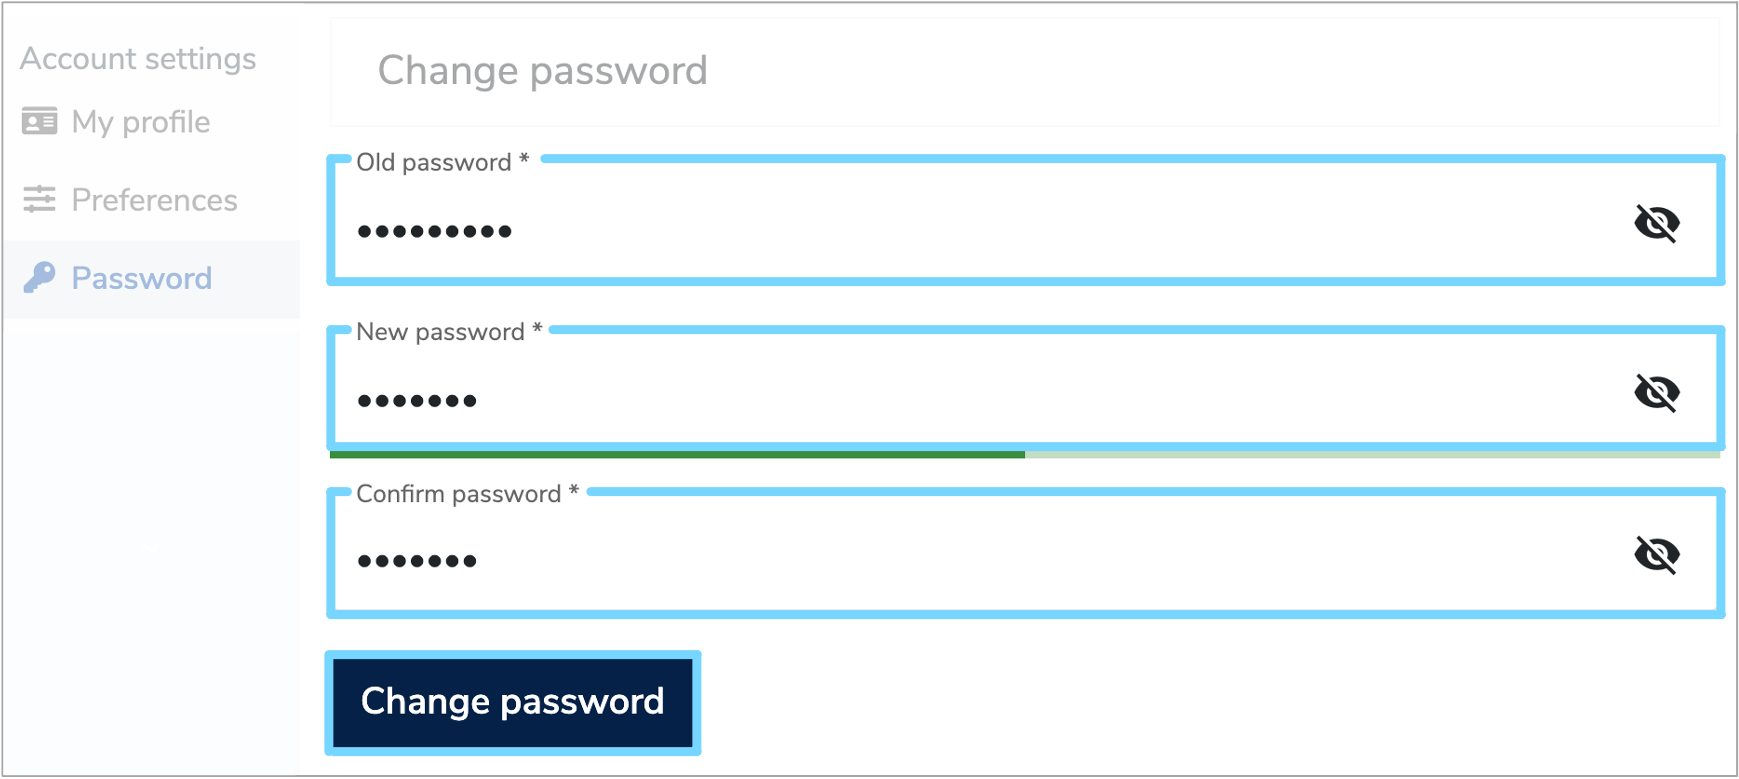 Account settings
My profile
Preferences
Password
Change password
Old password *
•••••••••
New password *
•••••••
Confirm password *
•••••••
Change password